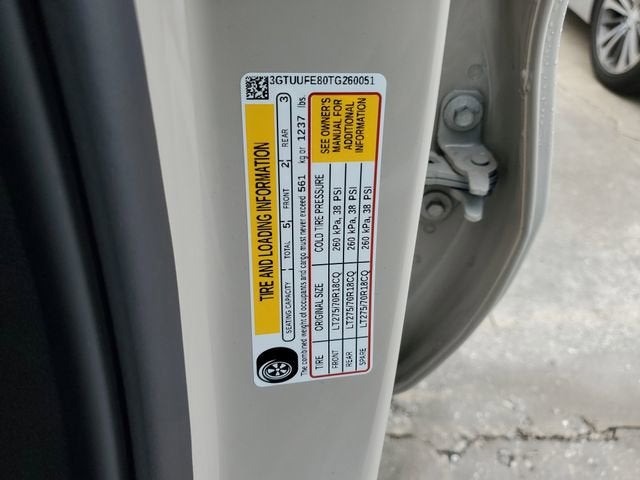 3GTUUFE80TG260051
TIRE AND LOADING INFORMATION
SEATING CAPACITY TOTAL 5 FRONT 2 REAR 3
The combined weight of occupants and cargo must never exceed 561 kg or 1237 lbs
TIRE ORIGINAL SIZE COLD TIRE PRESSURE
FRONT LT275/70R18CQ 260 kPa, 38 PSI
REAR LT275/70R18CQ 260 kPa, 38 PSI
SPARE LT275/70R18CQ 260 kPa, 38 PSI
SEE OWNER'S
MANUAL FOR
ADDITIONAL
INFORMATION